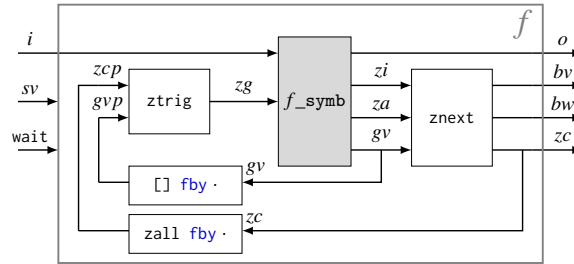 f
i
o
zcp
zi
bv
sv
gvp
ztrig
zg
f_symb
za
znext
bw
wait
gv
zc
[] fby ·
gv
zall fby ·
zc